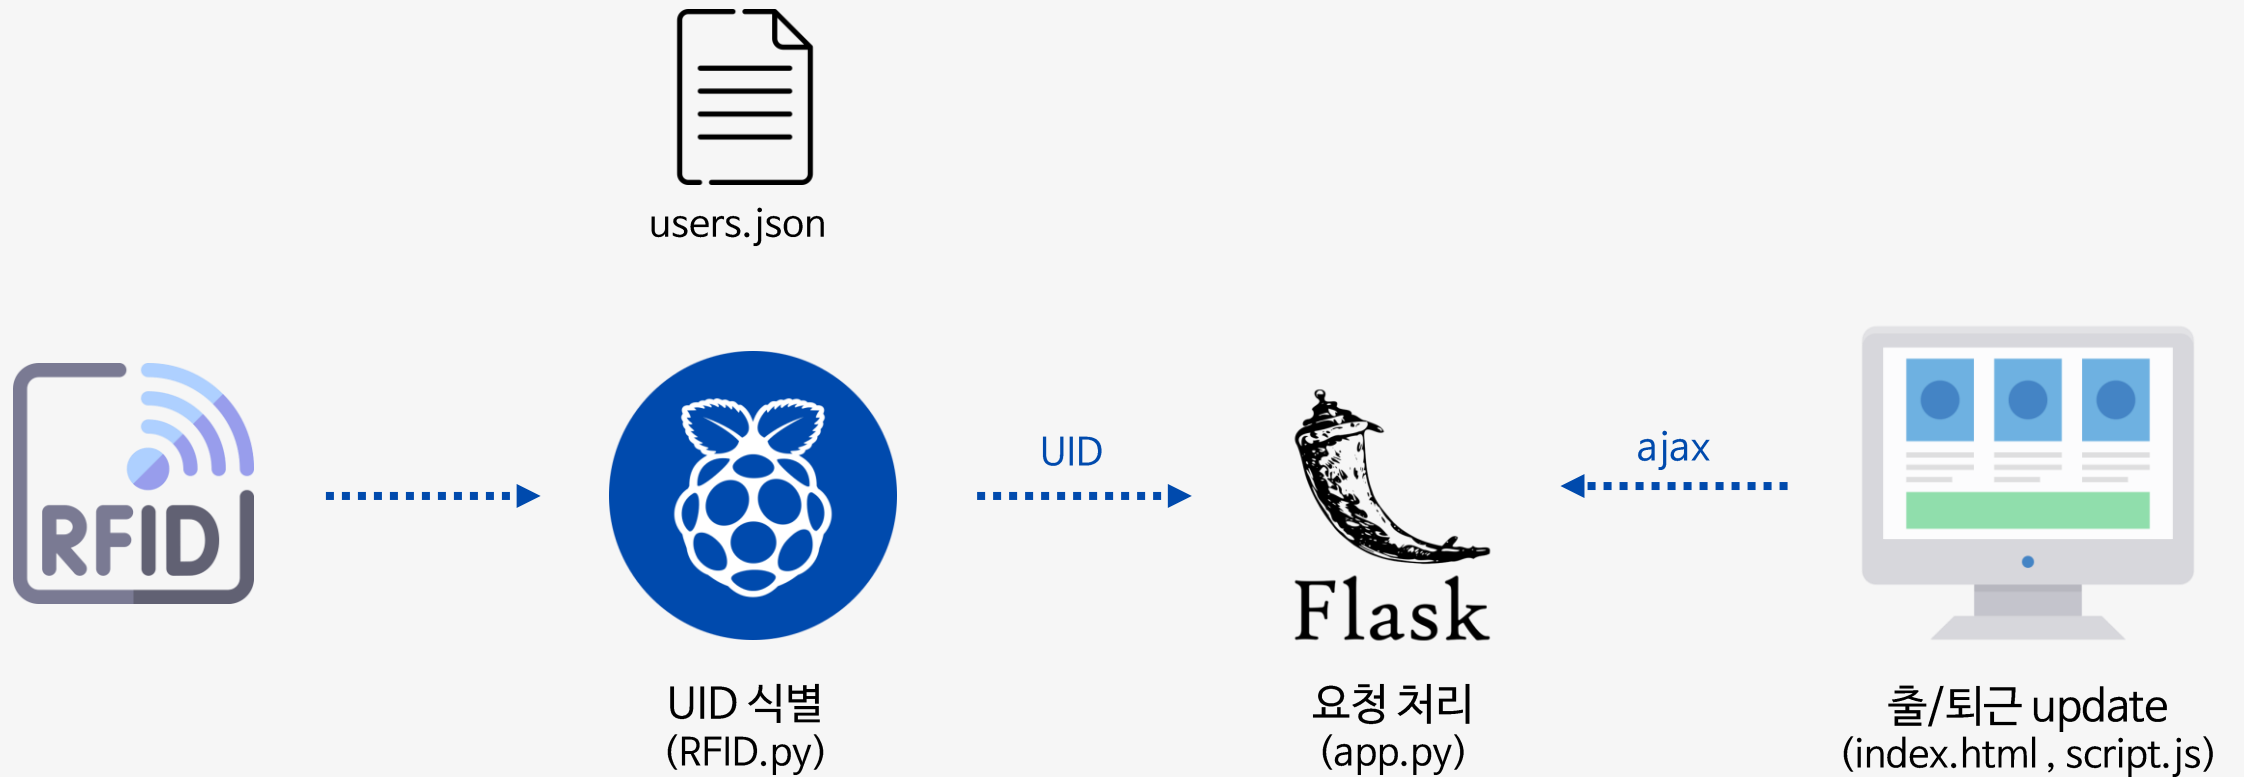 users.json
RFID
UID
ajax
Flask
UID 식별
(RFID.py)
요청 처리
(app.py)
출/퇴근 update
(index.html , script.js)